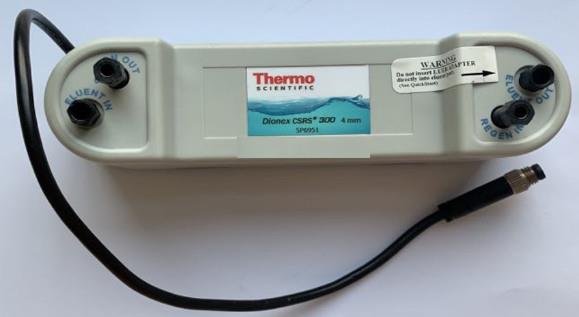 OUT
ELUENT IN
Thermo
SCIENTIFIC
Dionex CSRS® 300 4 mm
SP6951
WARNING
Do not insert LUER ADAPTER
directly into eluent port
(See QuickStart)
ELUENT OUT
REGEN IN